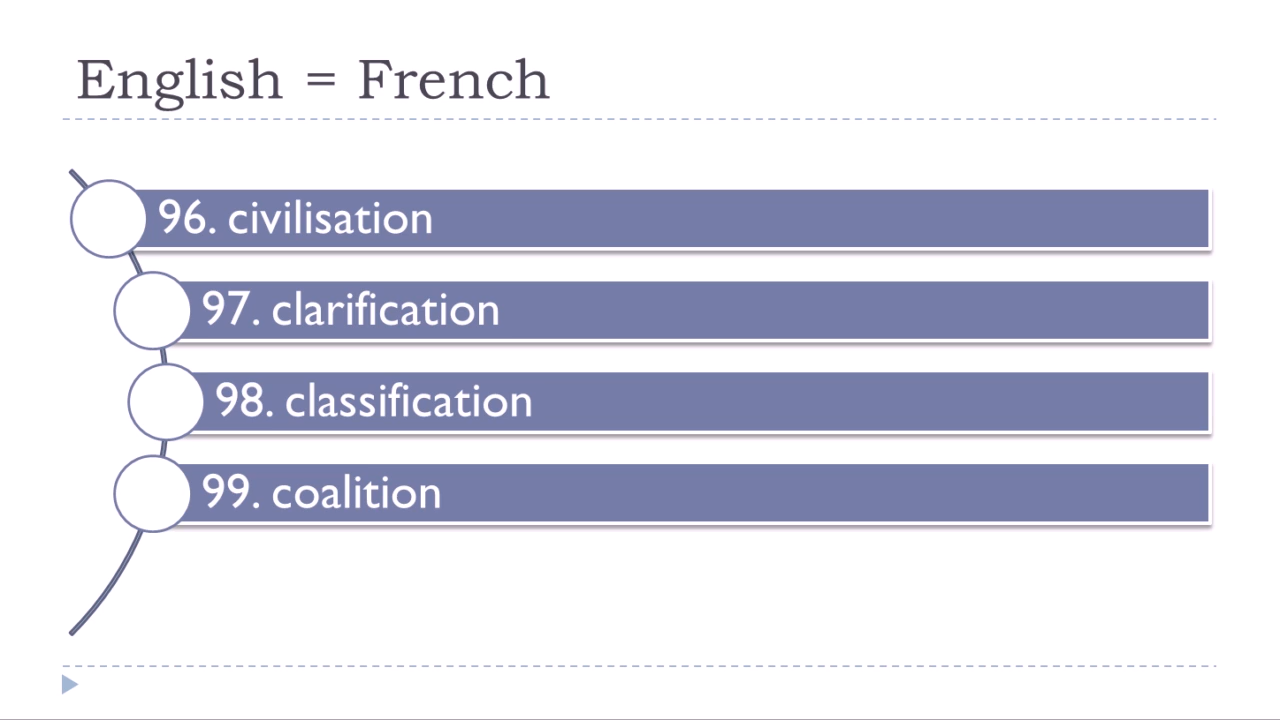 English = French
96. civilisation
97. clarification
98. classification
99. coalition